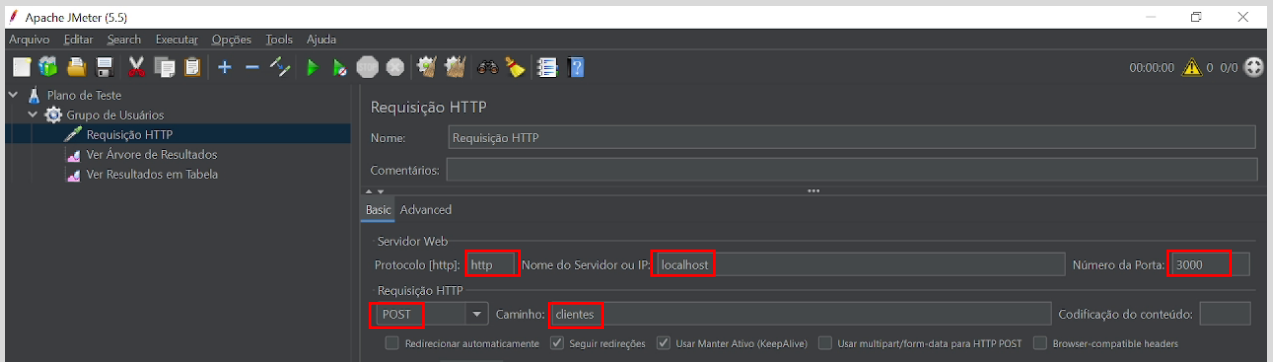 Apache JMeter (5.5)
Arquivo Editar Search Executar Opções Tools Ajuda
00:00:00 0 0/0
Plano de Teste
Grupo de Usuários
Requisição HTTP
Ver Árvore de Resultados
Ver Resultados em Tabela
Requisição HTTP
Nome: Requisição HTTP
Comentários:
Basic Advanced
Servidor Web
Protocolo [http]: http Nome do Servidor ou IP: localhost Número da Porta: 3000
Requisição HTTP
POST Caminho: clientes Codificação do conteúdo:
Redirecionar automaticamente Seguir redireções Usar Manter Ativo (KeepAlive) Usar multipart/form-data para HTTP POST Browser-compatible headers